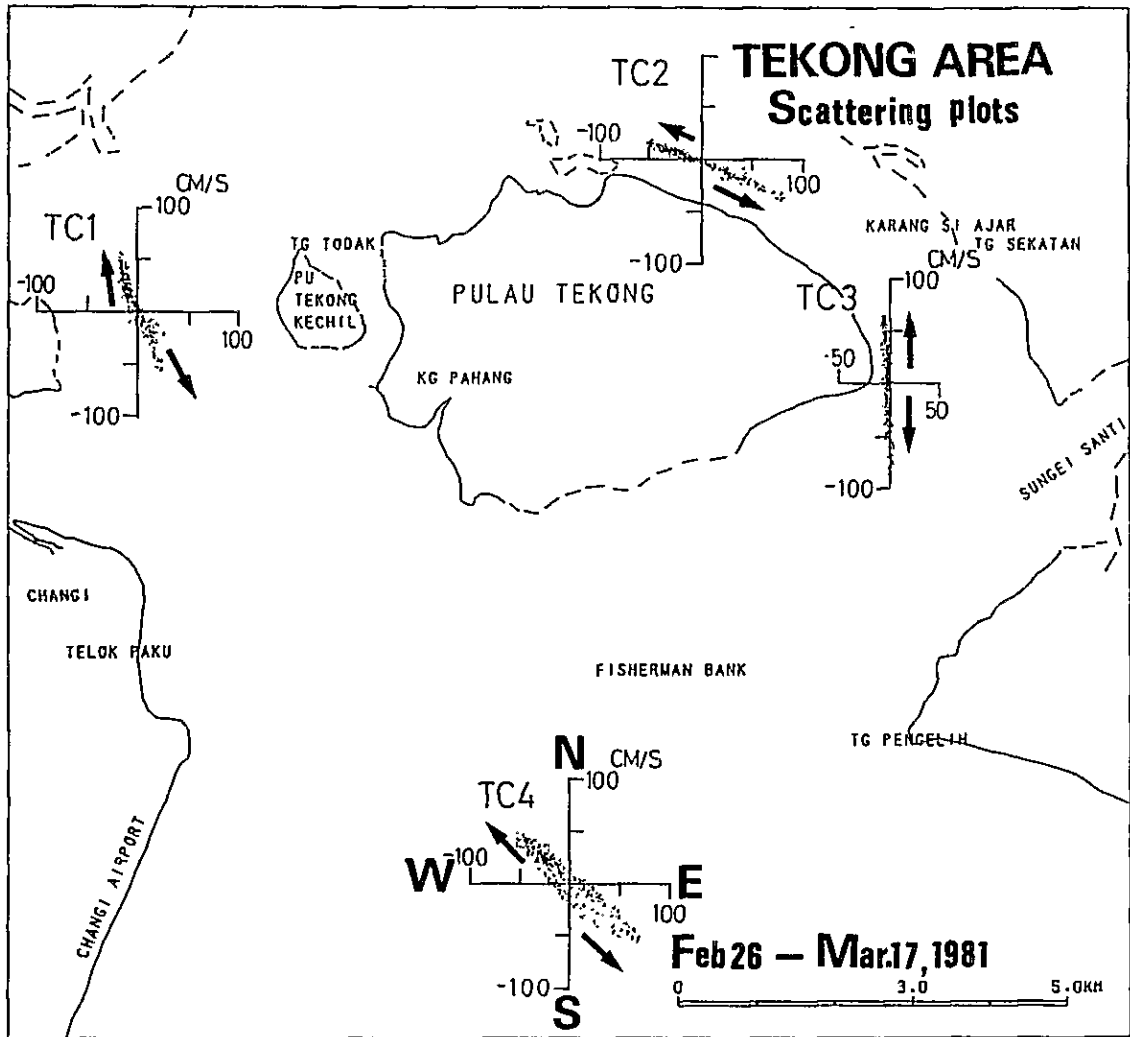 TEKONG AREA
Scattering plots
TC2
-100
100
-100
CM/S
100
TC1
-100
100
-100
TG TODAK
PU
TEKONG
KECHIL
PULAU TEKONG
KG PAHANG
KARANG SI AJAR
TG SEKATAN
CM/S
100
TC3
-50
50
-100
SUNGEI SANTI
CHANGI
TELOK PAKU
FISHERMAN BANK
TG PENGELIH
CHANGI AIRPORT
N
CM/S
100
TC4
-100
W
E
100
-100
S
Feb 26 — Mar.17, 1981
0 3.0 5.0KM